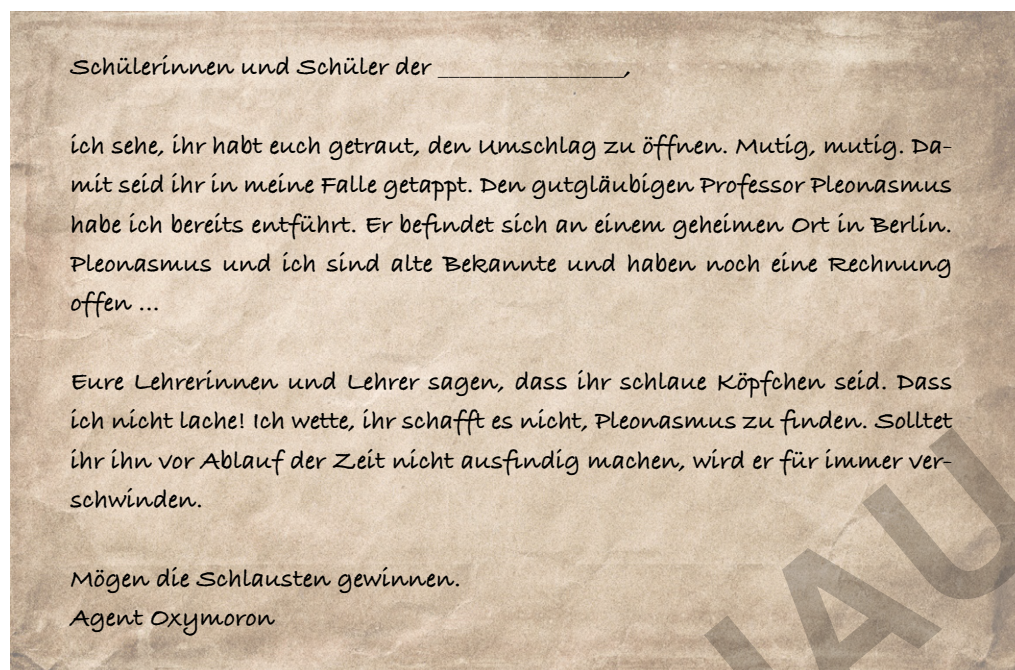 Schülerinnen und Schüler der ________________,
ich sehe, ihr habt euch getraut, den Umschlag zu öffnen. Mutig, mutig. Da-
mit seid ihr in meine Falle getappt. Den gutgläubigen Professor Pleonasmus
habe ich bereits entführt. Er befindet sich an einem geheimen Ort in Berlin.
Pleonasmus und ich sind alte Bekannte und haben noch eine Rechnung
offen ...
Eure Lehrerinnen und Lehrer sagen, dass ihr schlaue Köpfchen seid. Dass
ich nicht lache! Ich wette, ihr schafft es nicht, Pleonasmus zu finden. Solltet
ihr ihn vor Ablauf der Zeit nicht ausfindig machen, wird er für immer ver-
schwinden.
Mögen die Schlausten gewinnen.
Agent Oxymoron